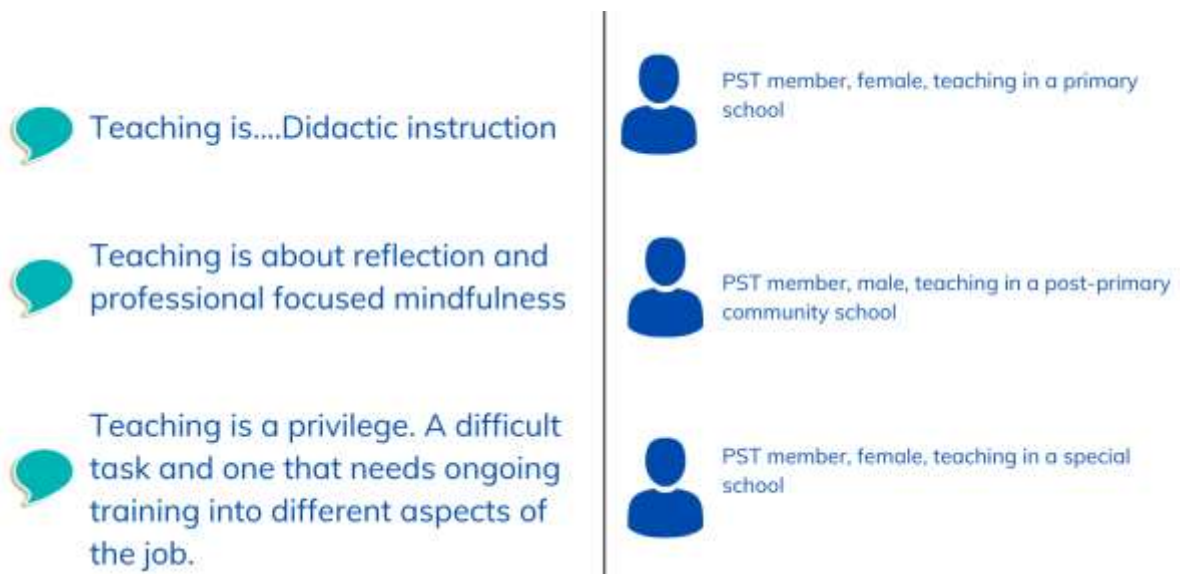 Teaching is....Didactic instruction
PST member, female, teaching in a primary
school
Teaching is about reflection and
professional focused mindfulness
PST member, male, teaching in a post-primary
community school
Teaching is a privilege. A difficult
task and one that needs ongoing
training into different aspects of
the job.
PST member, female, teaching in a special
school